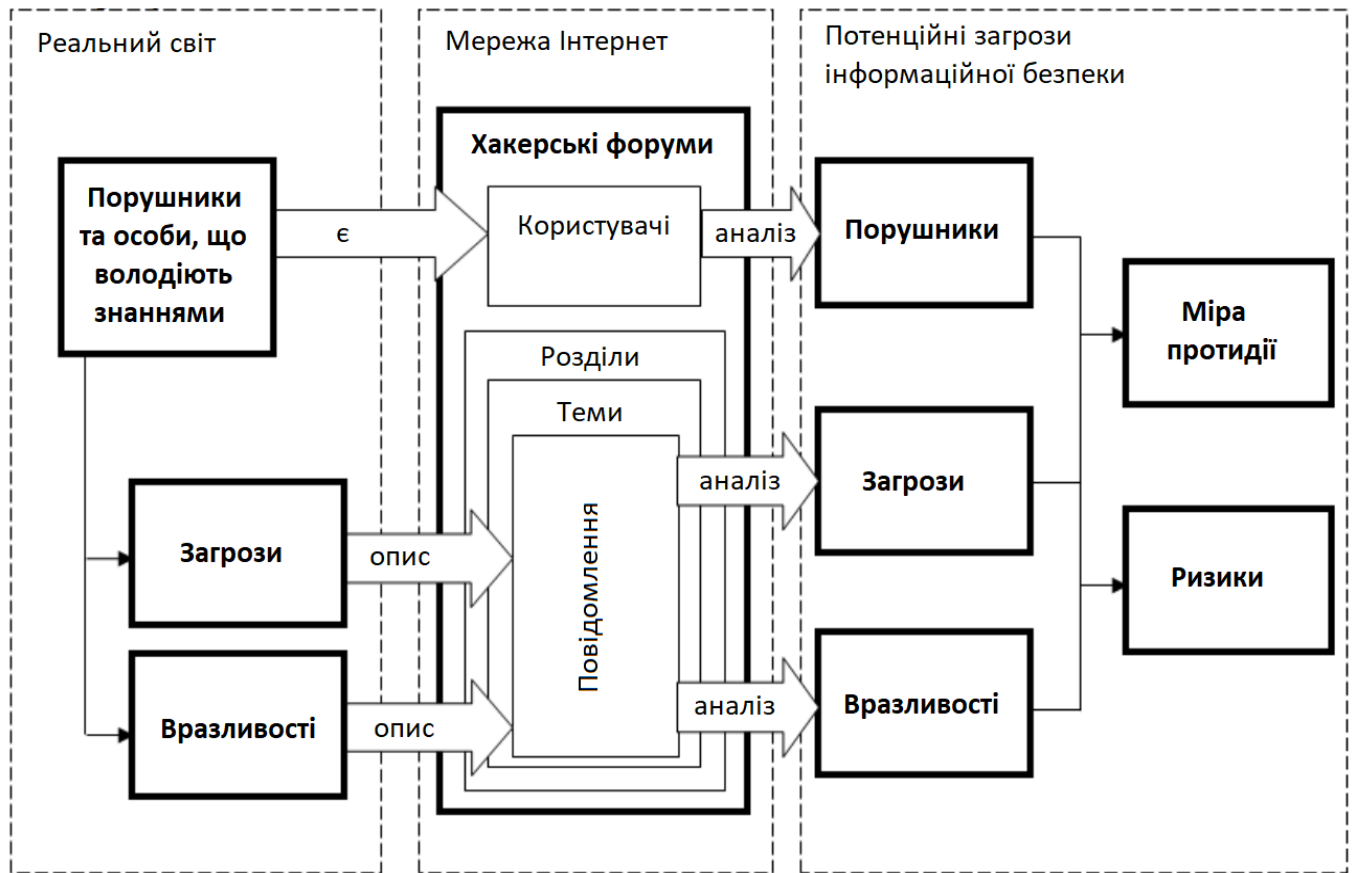 Реальний світ
Мережа Інтернет
Потенційні загрози
інформаційної безпеки
Хакерські форуми
Порушники
та особи, що
володіють
знаннями
є
Користувачі
аналіз
Порушники
Міра
протидії
Розділи
Теми
Повідомлення
аналіз
Загрози
Загрози
опис
Ризики
Вразливості
опис
аналіз
Вразливості